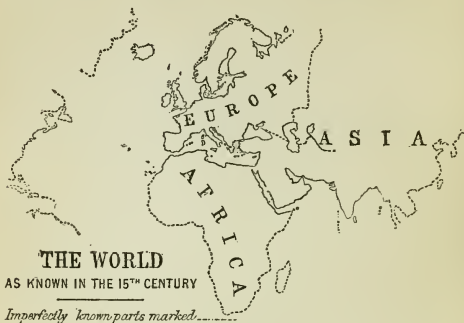 EUROPE
ASIA
AFRICA
THE WORLD
AS KNOWN IN THE 15TH CENTURY
Imperfectly known parts marked